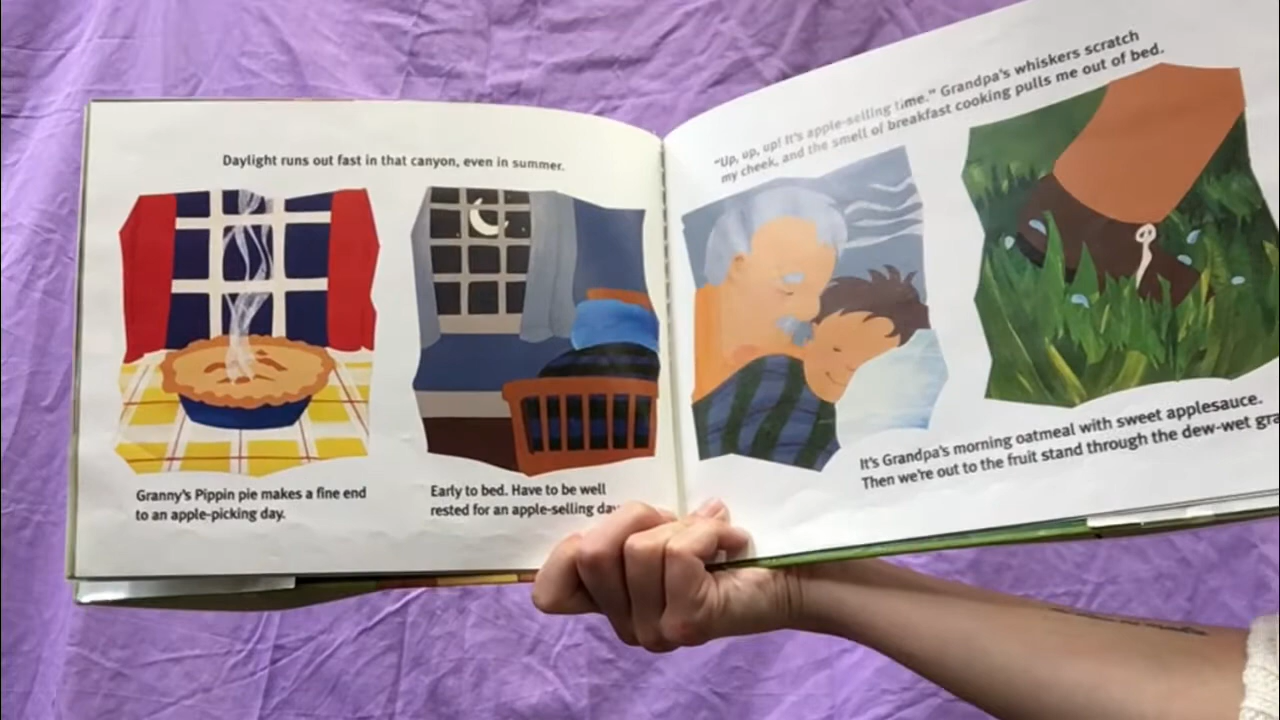 Daylight runs out fast in that canyon, even in summer.
Granny's Pippin pie makes a fine end
to an apple-picking day.
Early to bed. Have to be well
rested for an apple-selling
"Up, up, up! It's apple-selling time." Grandpa's whiskers scratch
my cheek, and the smell of breakfast cooking pulls me out of bed.
It's Grandpa's morning oatmeal with sweet applesauce.
Then we're out to the fruit stand through the dew-wet